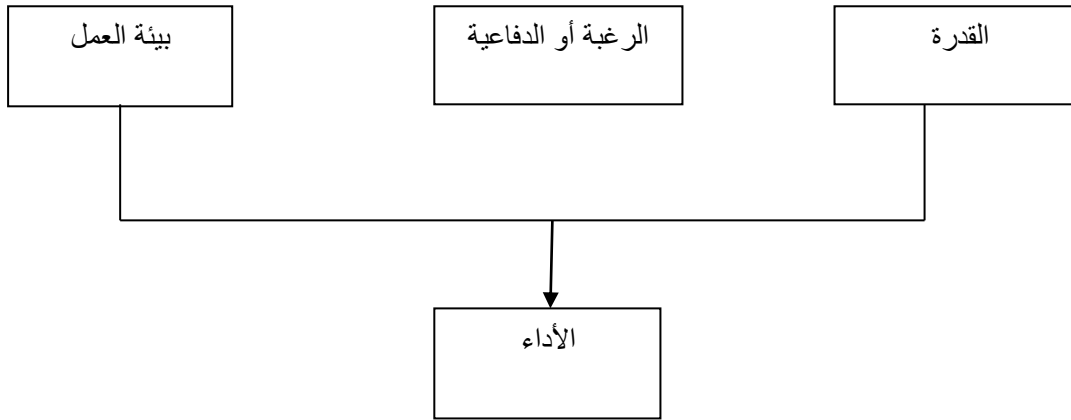 القدرة
الرغبة أو الدفاعية
بيئة العمل
الأداء